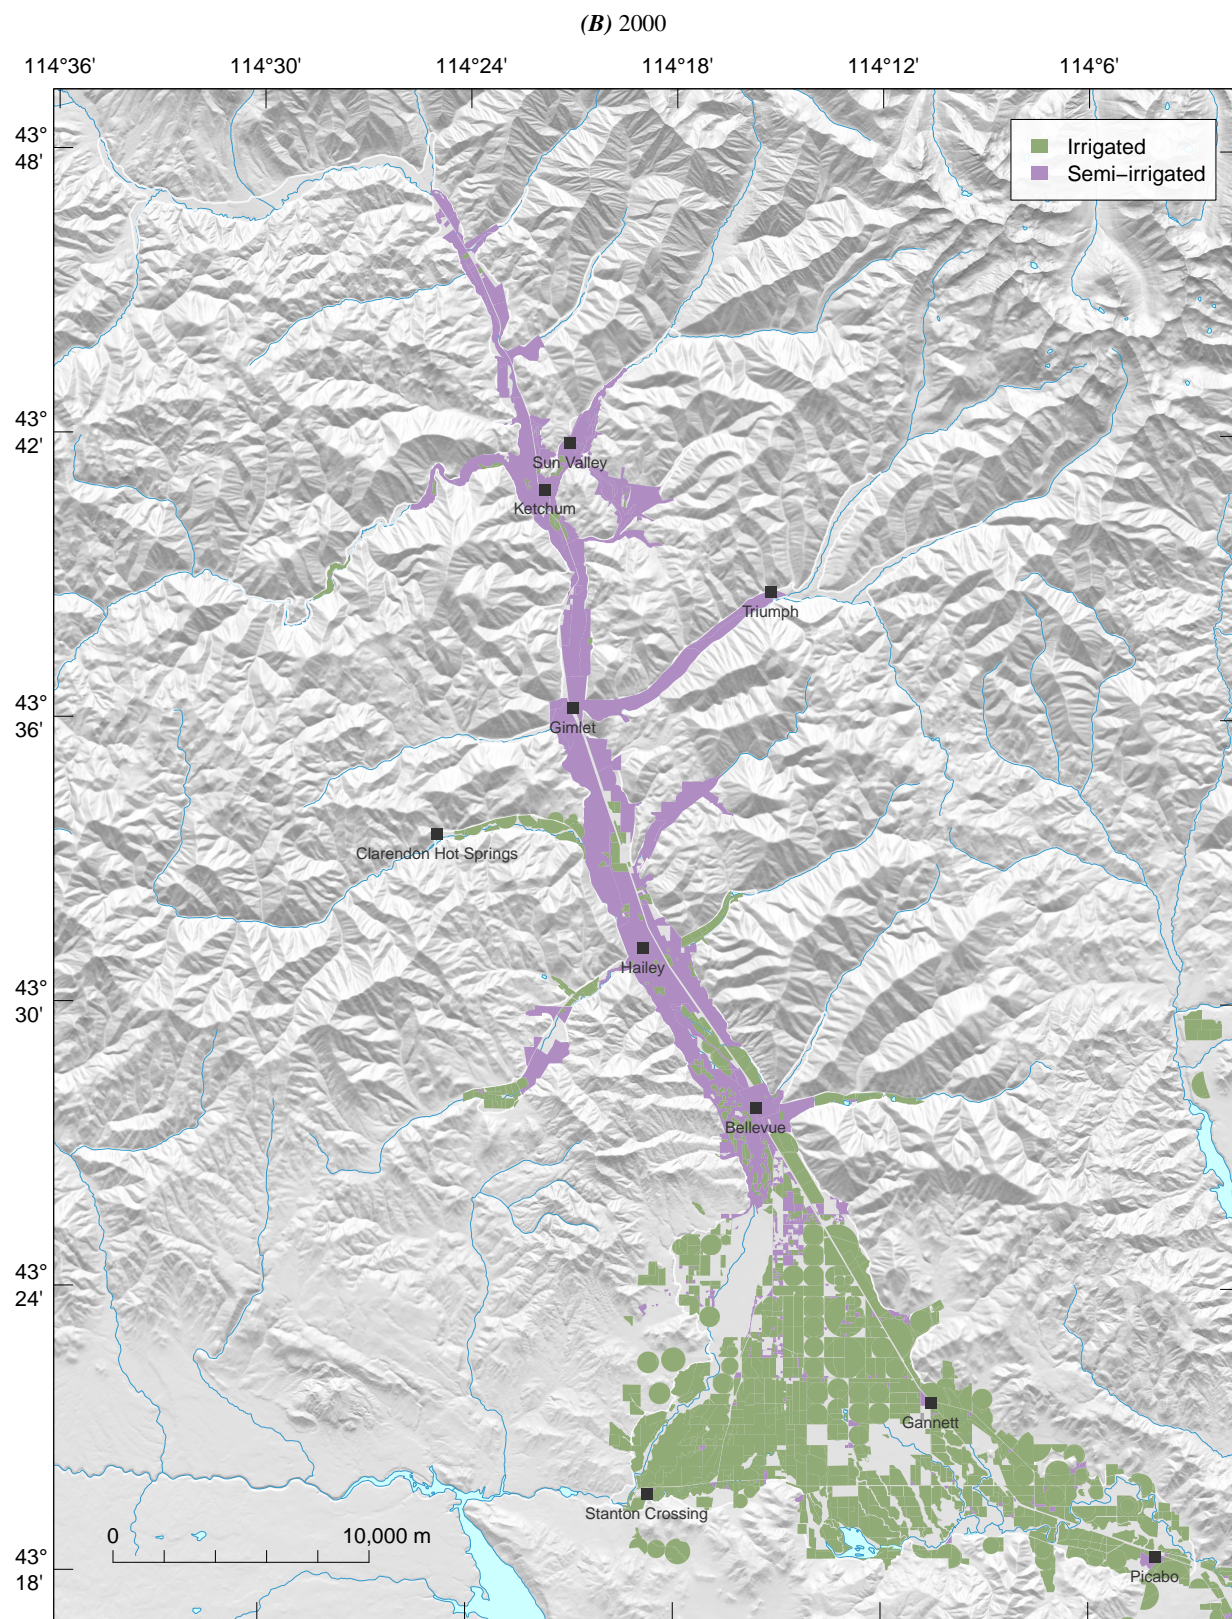 (B) 2000
114°36' 114°30' 114°24' 114°18' 114°12' 114°6'
43°
48'
Irrigated
Semi−irrigated
43°
42'
Sun Valley
Ketchum
Triumph
43°
36'
Gimlet
Clarendon Hot Springs
Hailey
43°
30'
Bellevue
43°
24'
Gannett
Stanton Crossing
0 10,000 m
43°
18'
Picabo